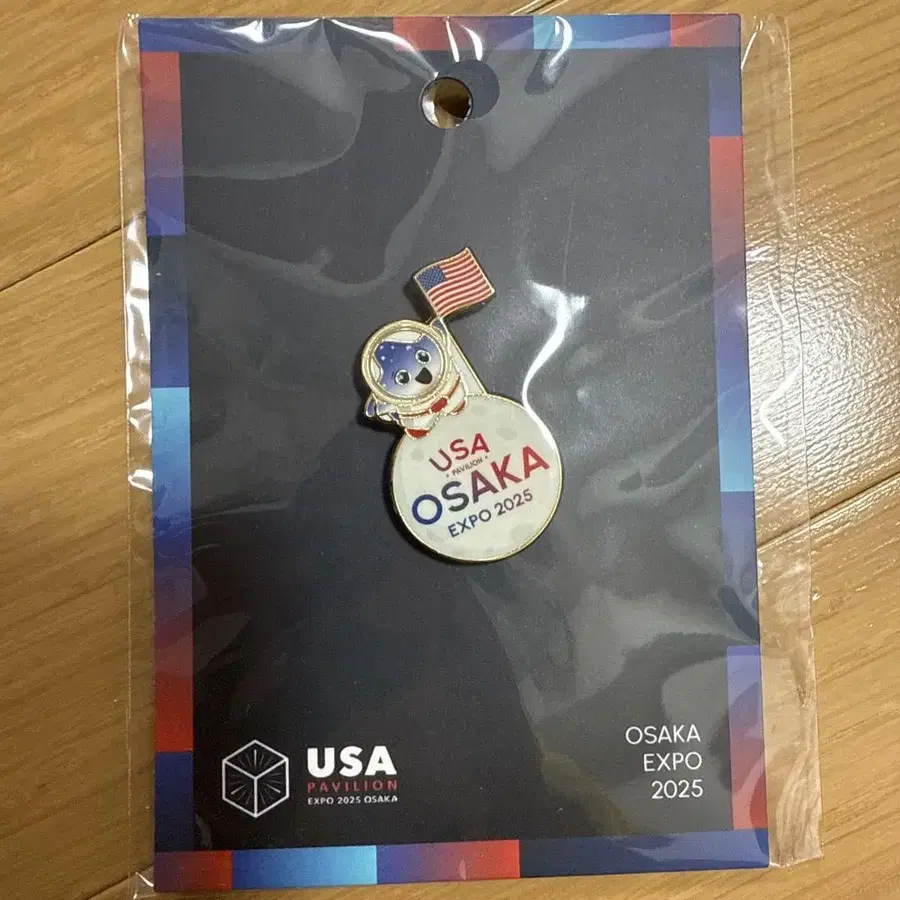 USA
• PAVILION •
OSAKA
EXPO 2025
USA
PAVILION
EXPO 2025 OSAKA
OSAKA
EXPO
2025